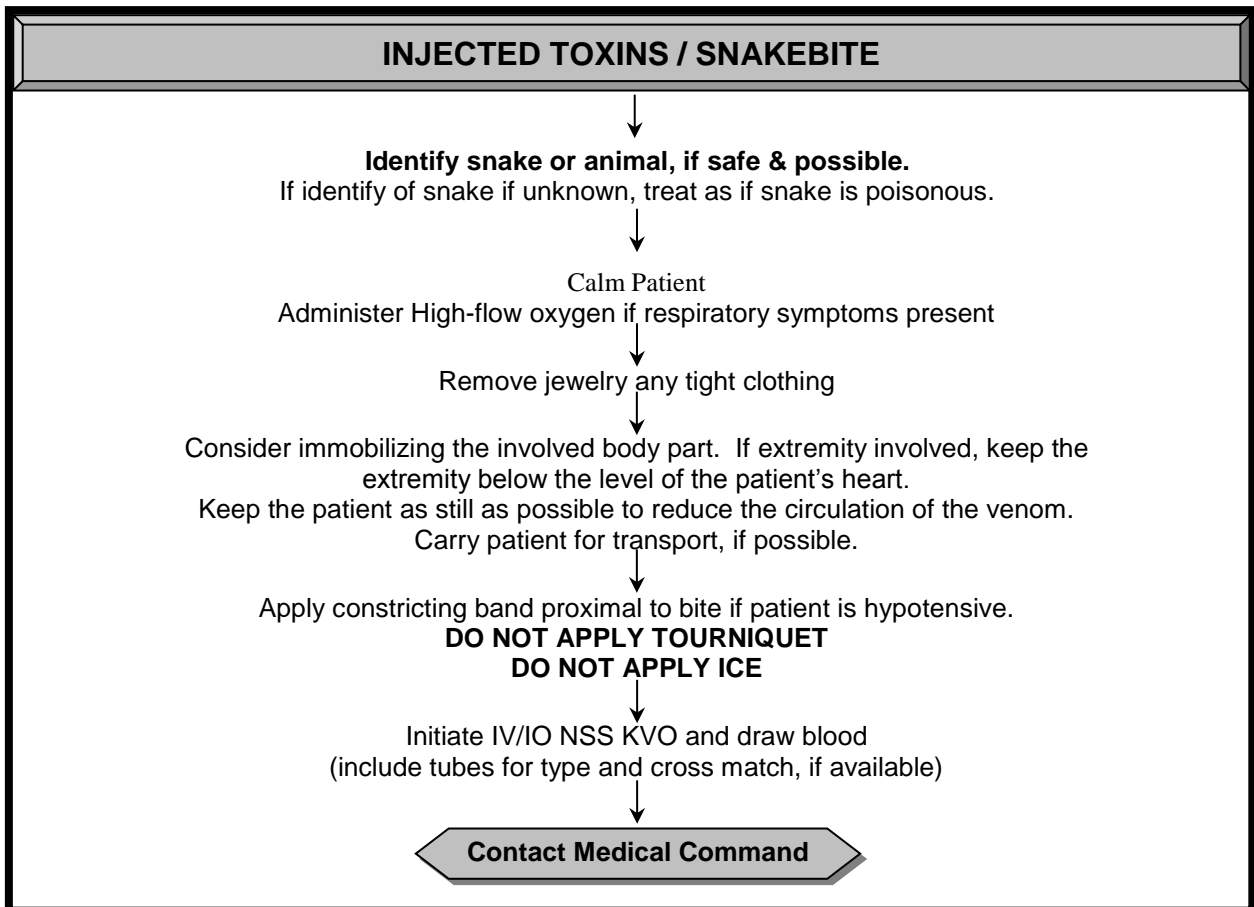 INJECTED TOXINS / SNAKEBITE
Identify snake or animal, if safe & possible.
If identify of snake if unknown, treat as if snake is poisonous.
Calm Patient
Administer High-flow oxygen if respiratory symptoms present
Remove jewelry any tight clothing
Consider immobilizing the involved body part.  If extremity involved, keep the
extremity below the level of the patient’s heart.
Keep the patient as still as possible to reduce the circulation of the venom.
Carry patient for transport, if possible.
Apply constricting band proximal to bite if patient is hypotensive.
DO NOT APPLY TOURNIQUET
DO NOT APPLY ICE
Initiate IV/IO NSS KVO and draw blood
(include tubes for type and cross match, if available)
Contact Medical Command